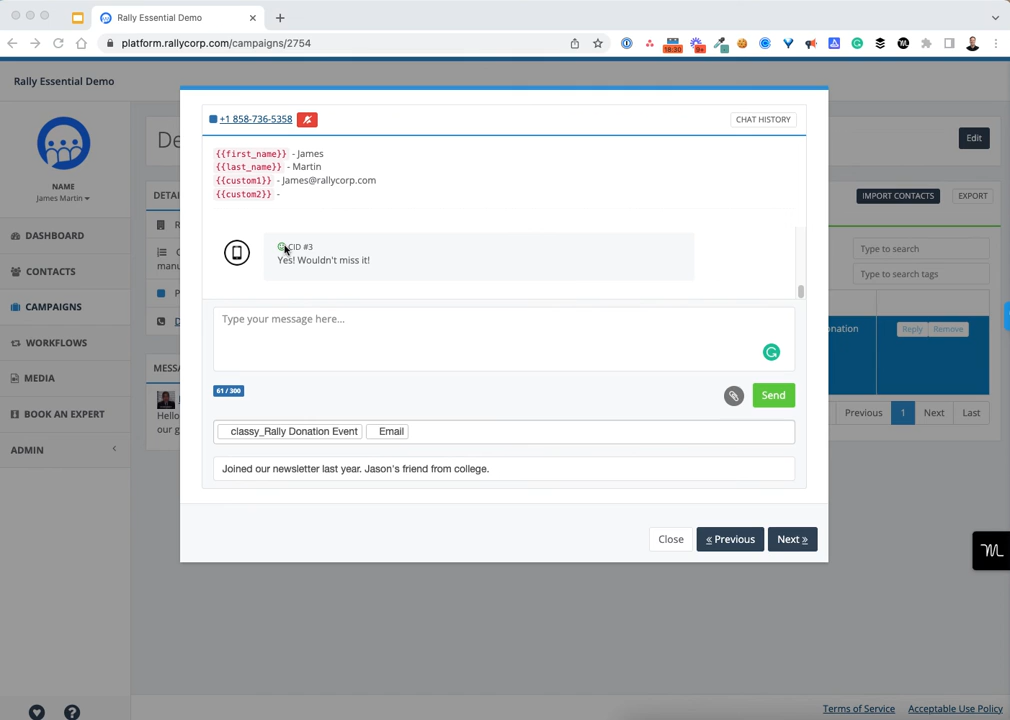 Rally Essential Demo
platform.rallycorp.com/campaigns/2754
18:30
9+
Rally Essential Demo
NAME
James Martin
DASHBOARD
CONTACTS
CAMPAIGNS
WORKFLOWS
MEDIA
BOOK AN EXPERT
ADMIN
De
Edit
DETAI
IMPORT CONTACTS
EXPORT
R
C
manu
P
D
Type to search
Type to search tags
nation
Reply
Remove
Previous
1
Next
Last
MESSA
Hello
our g
+1 858-736-5358
CHAT HISTORY
{{first_name}} - James
{{last_name}} - Martin
{{custom1}} - James@rallycorp.com
{{custom2}} -
CID #3
Yes! Wouldn't miss it!
Type your message here...
61 / 300
Send
classy_Rally Donation Event
Email
Joined our newsletter last year. Jason's friend from college.
Close
« Previous
Next »
Terms of Service
Acceptable Use Policy